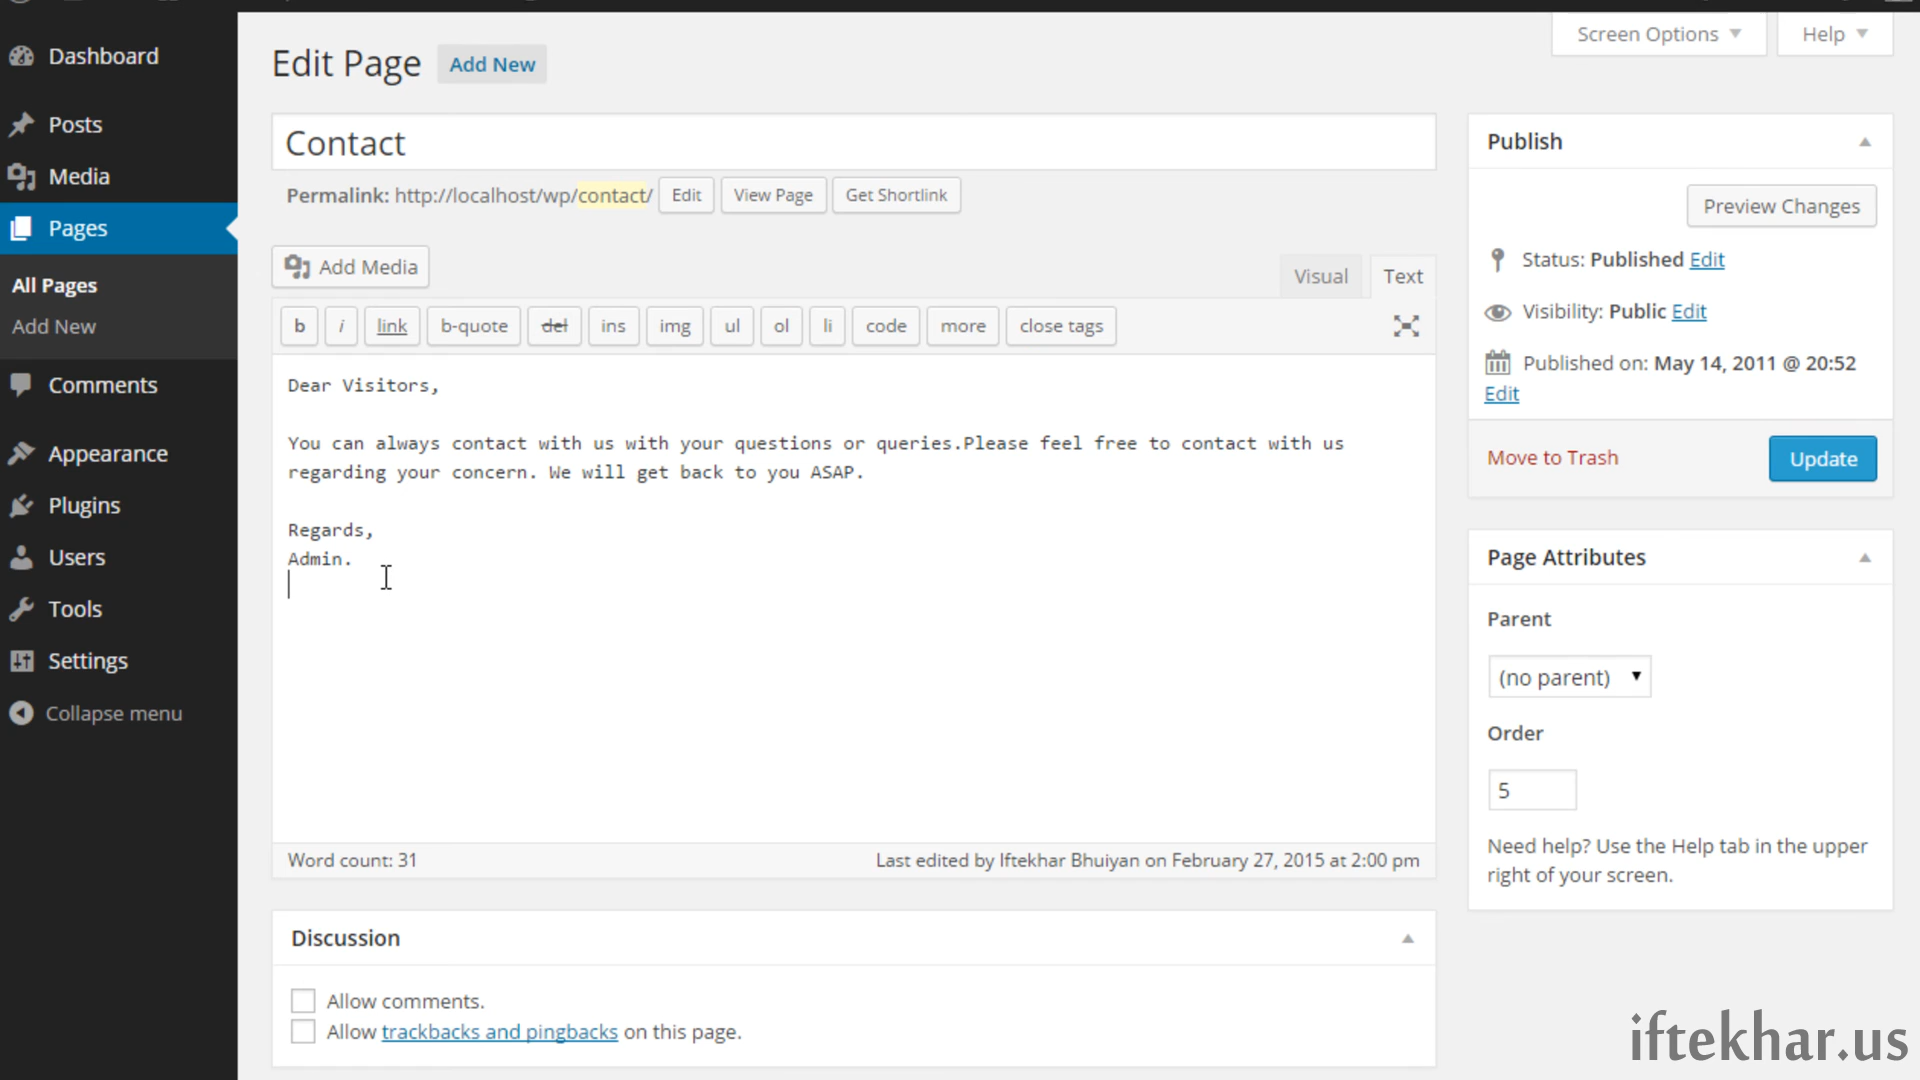 Dashboard
Posts
Media
Pages
All Pages
Add New
Comments
Appearance
Plugins
Users
Tools
Settings
Collapse menu
Screen Options
Help
Edit Page
Add New
Contact
Permalink: http://localhost/wp/contact/ Edit View Page Get Shortlink
Add Media
Visual
Text
b i link b-quote del ins img ul ol li code more close tags
Dear Visitors,
You can always contact with us with your questions or queries.Please feel free to contact with us
regarding your concern. We will get back to you ASAP.
Regards,
Admin.
Word count: 31
Last edited by Iftekhar Bhuiyan on February 27, 2015 at 2:00 pm
Discussion
Allow comments.
Allow trackbacks and pingbacks on this page.
Publish
Preview Changes
Status: Published Edit
Visibility: Public Edit
Published on: May 14, 2011 @ 20:52
Edit
Move to Trash
Update
Page Attributes
Parent
(no parent)
Order
5
Need help? Use the Help tab in the upper
right of your screen.
iftekhar.us